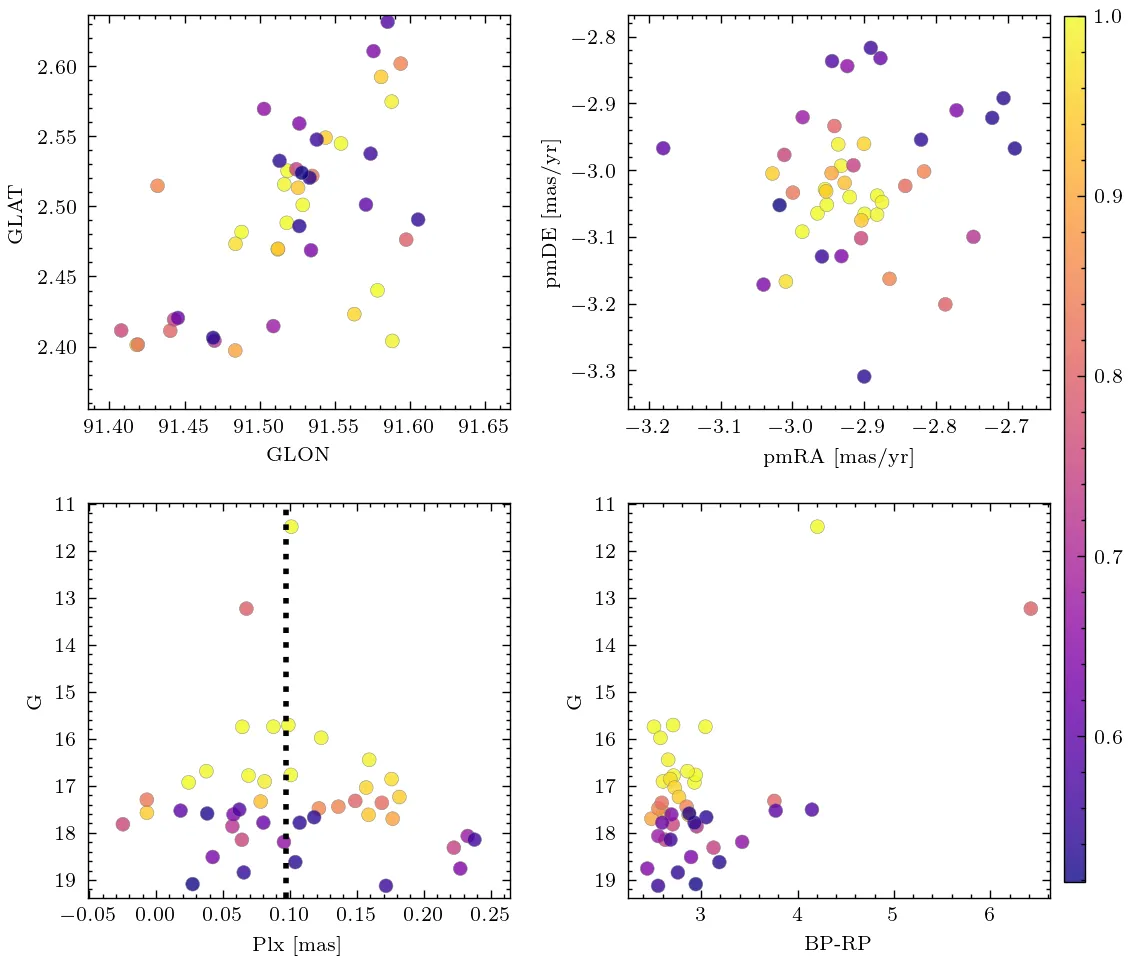 GLAT
2.60
2.55
2.50
2.45
2.40
91.40 91.45 91.50 91.55 91.60 91.65
GLON
pmDE [mas/yr]
−2.8
−2.9
−3.0
−3.1
−3.2
−3.3
−3.2 −3.1 −3.0 −2.9 −2.8 −2.7
pmRA [mas/yr]
1.0
0.9
0.8
0.7
0.6
G
11
12
13
14
15
16
17
18
19
−0.05 0.00 0.05 0.10 0.15 0.20 0.25
Plx [mas]
G
11
12
13
14
15
16
17
18
19
3 4 5 6
BP-RP